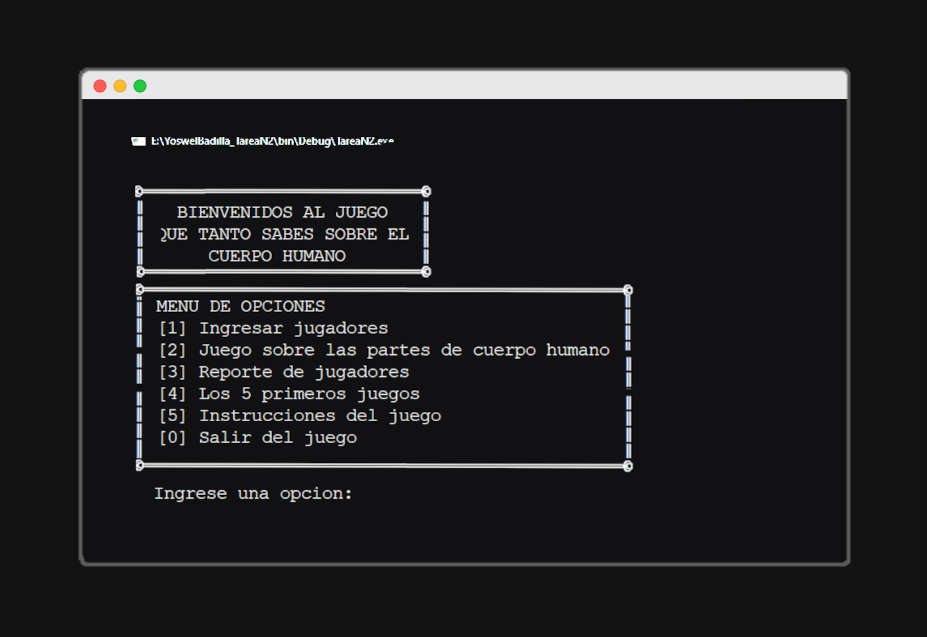 E:\YoswelBadilla_TareaN2\bin\Debug\TareaN2.exe
BIENVENIDOS AL JUEGO
QUE TANTO SABES SOBRE EL
CUERPO HUMANO
MENU DE OPCIONES
[1] Ingresar jugadores
[2] Juego sobre las partes de cuerpo humano
[3] Reporte de jugadores
[4] Los 5 primeros juegos
[5] Instrucciones del juego
[0] Salir del juego
Ingrese una opcion: